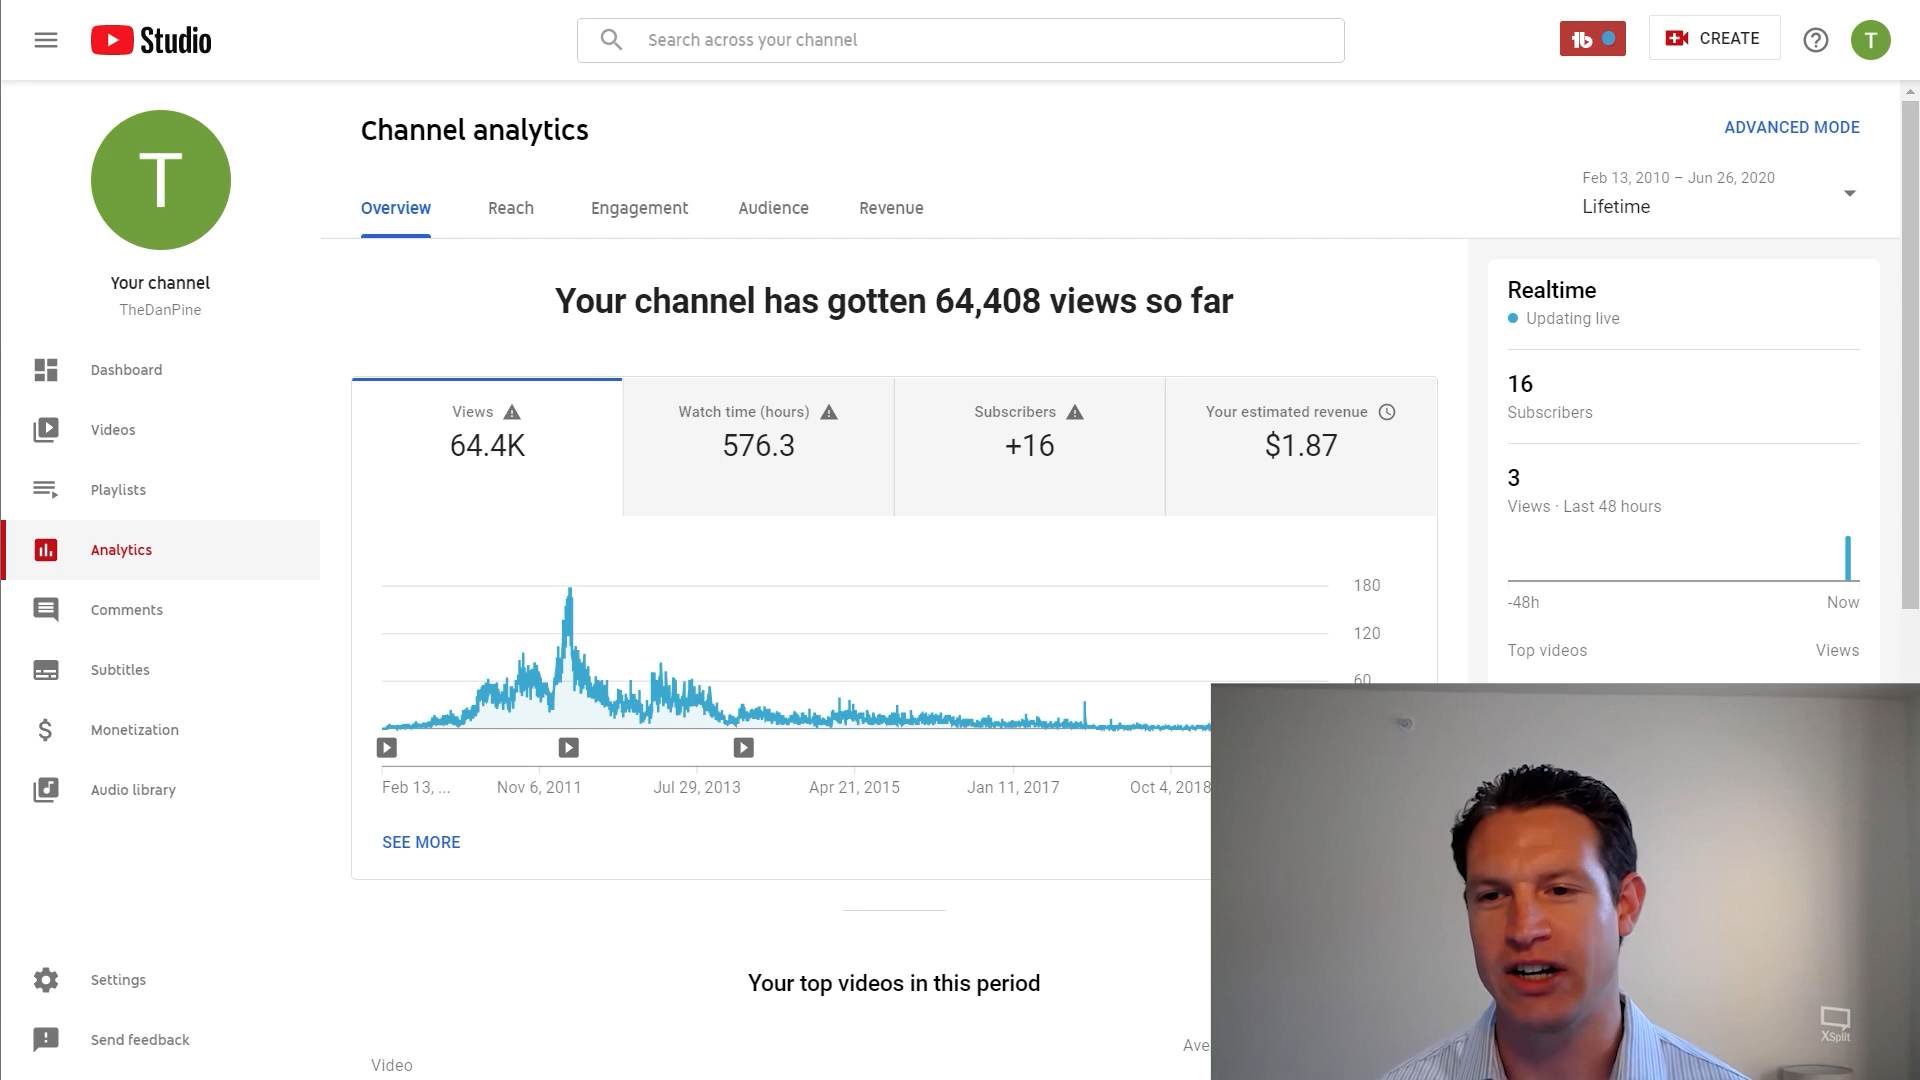 Studio
Search across your channel
CREATE
T
T
Your channel
TheDanPine
Dashboard
Videos
Playlists
Analytics
Comments
Subtitles
Monetization
Audio library
Settings
Send feedback
Channel analytics
ADVANCED MODE
Feb 13, 2010 – Jun 26, 2020
Lifetime
Overview Reach Engagement Audience Revenue
Your channel has gotten 64,408 views so far
Views
64.4K
Watch time (hours)
576.3
Subscribers
+16
Your estimated revenue
$1.87
180
120
60
Feb 13, ... Nov 6, 2011 Jul 29, 2013 Apr 21, 2015 Jan 11, 2017 Oct 4, 2018
SEE MORE
Your top videos in this period
Video
Ave
Realtime
Updating live
16
Subscribers
3
Views · Last 48 hours
-48h Now
Top videos Views
XSplit